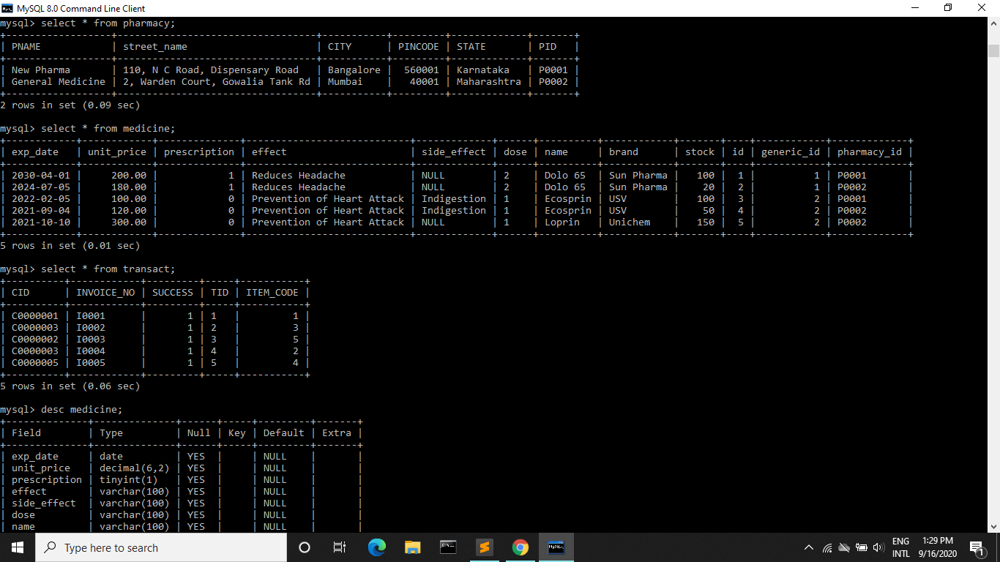 MySQL 8.0 Command Line Client
mysql> select * from pharmacy;
+------------------+----------------------------------+-----------+---------+-------------+-------+
| PNAME | street_name | CITY | PINCODE | STATE | PID |
+------------------+----------------------------------+-----------+---------+-------------+-------+
| New Pharma | 110, N C Road, Dispensary Road | Bangalore | 560001 | Karnataka | P0001 |
| General Medicine | 2, Warden Court, Gowalia Tank Rd | Mumbai | 40001 | Maharashtra | P0002 |
+------------------+----------------------------------+-----------+---------+-------------+-------+
2 rows in set (0.09 sec)
mysql> select * from medicine;
+------------+------------+--------------+----------------------------+-------------+------+----------+------------+-------+----+------------+-------------+
| exp_date | unit_price | prescription | effect | side_effect | dose | name | brand | stock | id | generic_id | pharmacy_id |
+------------+------------+--------------+----------------------------+-------------+------+----------+------------+-------+----+------------+-------------+
| 2030-04-01 | 200.00 | 1 | Reduces Headache | NULL | 2 | Dolo 65 | Sun Pharma | 100 | 1 | 1 | P0001 |
| 2024-07-05 | 180.00 | 1 | Reduces Headache | NULL | 2 | Dolo 65 | Sun Pharma | 20 | 2 | 1 | P0002 |
| 2022-02-05 | 100.00 | 0 | Prevention of Heart Attack | Indigestion | 1 | Ecosprin | USV | 100 | 3 | 2 | P0001 |
| 2021-09-04 | 120.00 | 0 | Prevention of Heart Attack | Indigestion | 1 | Ecosprin | USV | 50 | 4 | 2 | P0002 |
| 2021-10-10 | 300.00 | 0 | Prevention of Heart Attack | NULL | 1 | Loprin | Unichem | 150 | 5 | 2 | P0002 |
+------------+------------+--------------+----------------------------+-------------+------+----------+------------+-------+----+------------+-------------+
5 rows in set (0.01 sec)
mysql> select * from transact;
+----------+------------+---------+-----+-----------+
| CID | INVOICE_NO | SUCCESS | TID | ITEM_CODE |
+----------+------------+---------+-----+-----------+
| C0000001 | I0001 | 1 | 1 | 1 |
| C0000003 | I0002 | 1 | 2 | 3 |
| C0000002 | I0003 | 1 | 3 | 5 |
| C0000003 | I0004 | 1 | 4 | 2 |
| C0000005 | I0005 | 1 | 5 | 4 |
+----------+------------+---------+-----+-----------+
5 rows in set (0.06 sec)
mysql> desc medicine;
+--------------+--------------+------+-----+---------+-------+
| Field | Type | Null | Key | Default | Extra |
+--------------+--------------+------+-----+---------+-------+
| exp_date | date | YES | | NULL | |
| unit_price | decimal(6,2) | YES | | NULL | |
| prescription | tinyint(1) | YES | | NULL | |
| effect | varchar(100) | YES | | NULL | |
| side_effect | varchar(100) | YES | | NULL | |
| dose | varchar(100) | YES | | NULL | |
| name | varchar(100) | YES | | NULL | |
Type here to search
ENG
INTL
1:29 PM
9/16/2020
1